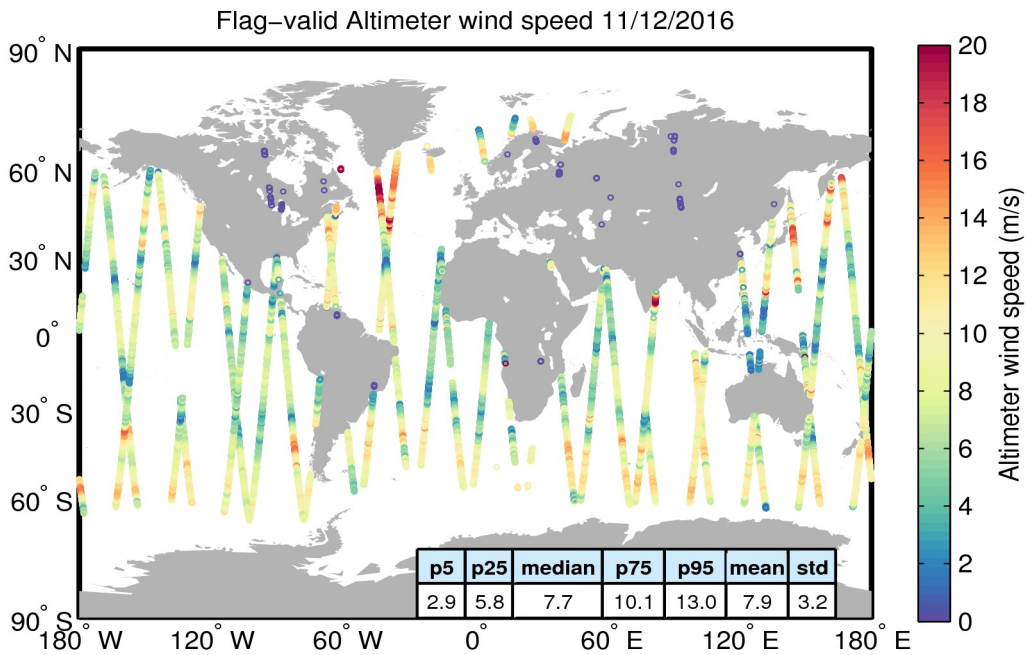 Flag−valid Altimeter wind speed 11/12/2016
90° N
60° N
30° N
0°
30° S
60° S
90° S
180° W
120° W
60° W
0°
60° E
120° E
180° E
p5 p25 median p75 p95 mean std
2.9 5.8 7.7 10.1 13.0 7.9 3.2
20
18
16
14
12
10
8
6
4
2
0
Altimeter wind speed (m/s)